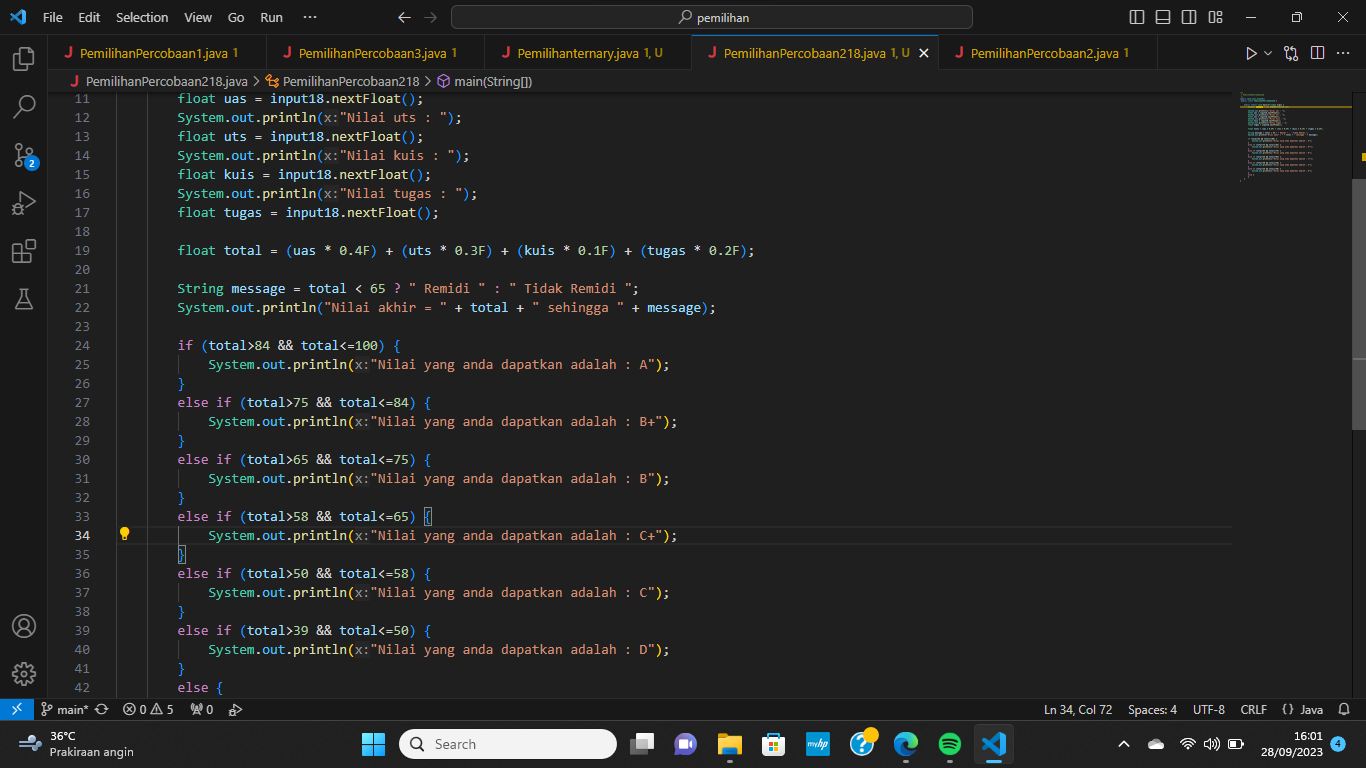 File Edit Selection View Go Run ··· pemilihan
PemilihanPercobaan1.java 1 PemilihanPercobaan3.java 1 Pemilihanternary.java 1, U PemilihanPercobaan218.java 1, U PemilihanPercobaan2.java 1
PemilihanPercobaan218.java > PemilihanPercobaan218 > main(String[])
11 float uas = input18.nextFloat();
12 System.out.println(x:"Nilai uts : ");
13 float uts = input18.nextFloat();
14 System.out.println(x:"Nilai kuis : ");
15 float kuis = input18.nextFloat();
16 System.out.println(x:"Nilai tugas : ");
17 float tugas = input18.nextFloat();
18
19 float total = (uas * 0.4F) + (uts * 0.3F) + (kuis * 0.1F) + (tugas * 0.2F);
20
21 String message = total < 65 ? " Remidi " : " Tidak Remidi ";
22 System.out.println("Nilai akhir = " + total + " sehingga " + message);
23
24 if (total>84 && total<=100) {
25 System.out.println(x:"Nilai yang anda dapatkan adalah : A");
26 }
27 else if (total>75 && total<=84) {
28 System.out.println(x:"Nilai yang anda dapatkan adalah : B+");
29 }
30 else if (total>65 && total<=75) {
31 System.out.println(x:"Nilai yang anda dapatkan adalah : B");
32 }
33 else if (total>58 && total<=65) {
34 System.out.println(x:"Nilai yang anda dapatkan adalah : C+");
35 }
36 else if (total>50 && total<=58) {
37 System.out.println(x:"Nilai yang anda dapatkan adalah : C");
38 }
39 else if (total>39 && total<=50) {
40 System.out.println(x:"Nilai yang anda dapatkan adalah : D");
41 }
42 else {
2
main* 0 5 0 Ln 34, Col 72 Spaces: 4 UTF-8 CRLF {} Java
36°C
Prakiraan angin
Search
myhp
16:01
28/09/2023
4